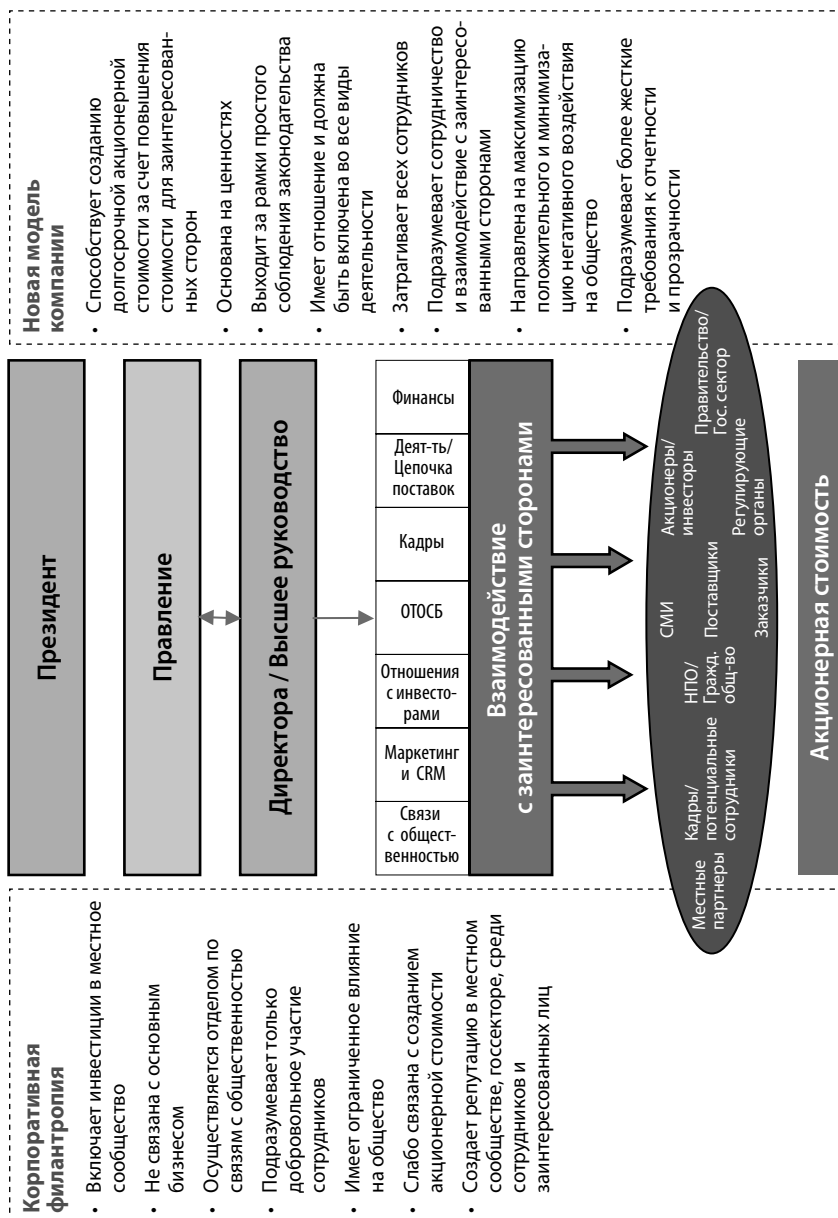 Корпоративная
филантропия
• Включает инвестиции в местное
сообщество
• Не связана с основным
бизнесом
• Осуществляется отделом по
связям с общественностью
• Подразумевает только
добровольное участие
сотрудников
• Имеет ограниченное влияние
на общество
• Слабо связана с созданием
акционерной стоимости
• Создает репутацию в местном
сообществе, госсекторе, среди
сотрудников и
заинтересованных лиц
Президент
Правление
Директора / Высшее руководство
Связи
с общест-
венностью
Маркетинг
и CRM
Отношения
с инвесто-
рами
ОТОСБ
Кадры
Деят-ть/
Цепочка
поставок
Финансы
Взаимодействие
с заинтересованными сторонами
Местные
партнеры
Кадры/
потенциальные
сотрудники
НПО/
Гражд.
общ-во
СМИ
Поставщики
Заказчики
Акционеры/
инвесторы
Регулирующие
органы
Правительство/
Гос. сектор
Акционерная стоимость
Новая модель
компании
• Способствует созданию
долгосрочной акционерной
стоимости за счет повышения
стоимости для заинтересован-
ных сторон
• Основана на ценностях
• Выходит за рамки простого
соблюдения законодательства
• Имеет отношение и должна
быть включена во все виды
деятельности
• Затрагивает всех сотрудников
• Подразумевает сотрудничество
и взаимодействие с заинтересо-
ванными сторонами
• Направлена на максимизацию
положительного и минимиза-
цию негативного воздействия
на общество
• Подразумевает более жесткие
требования к отчетности
и прозрачности